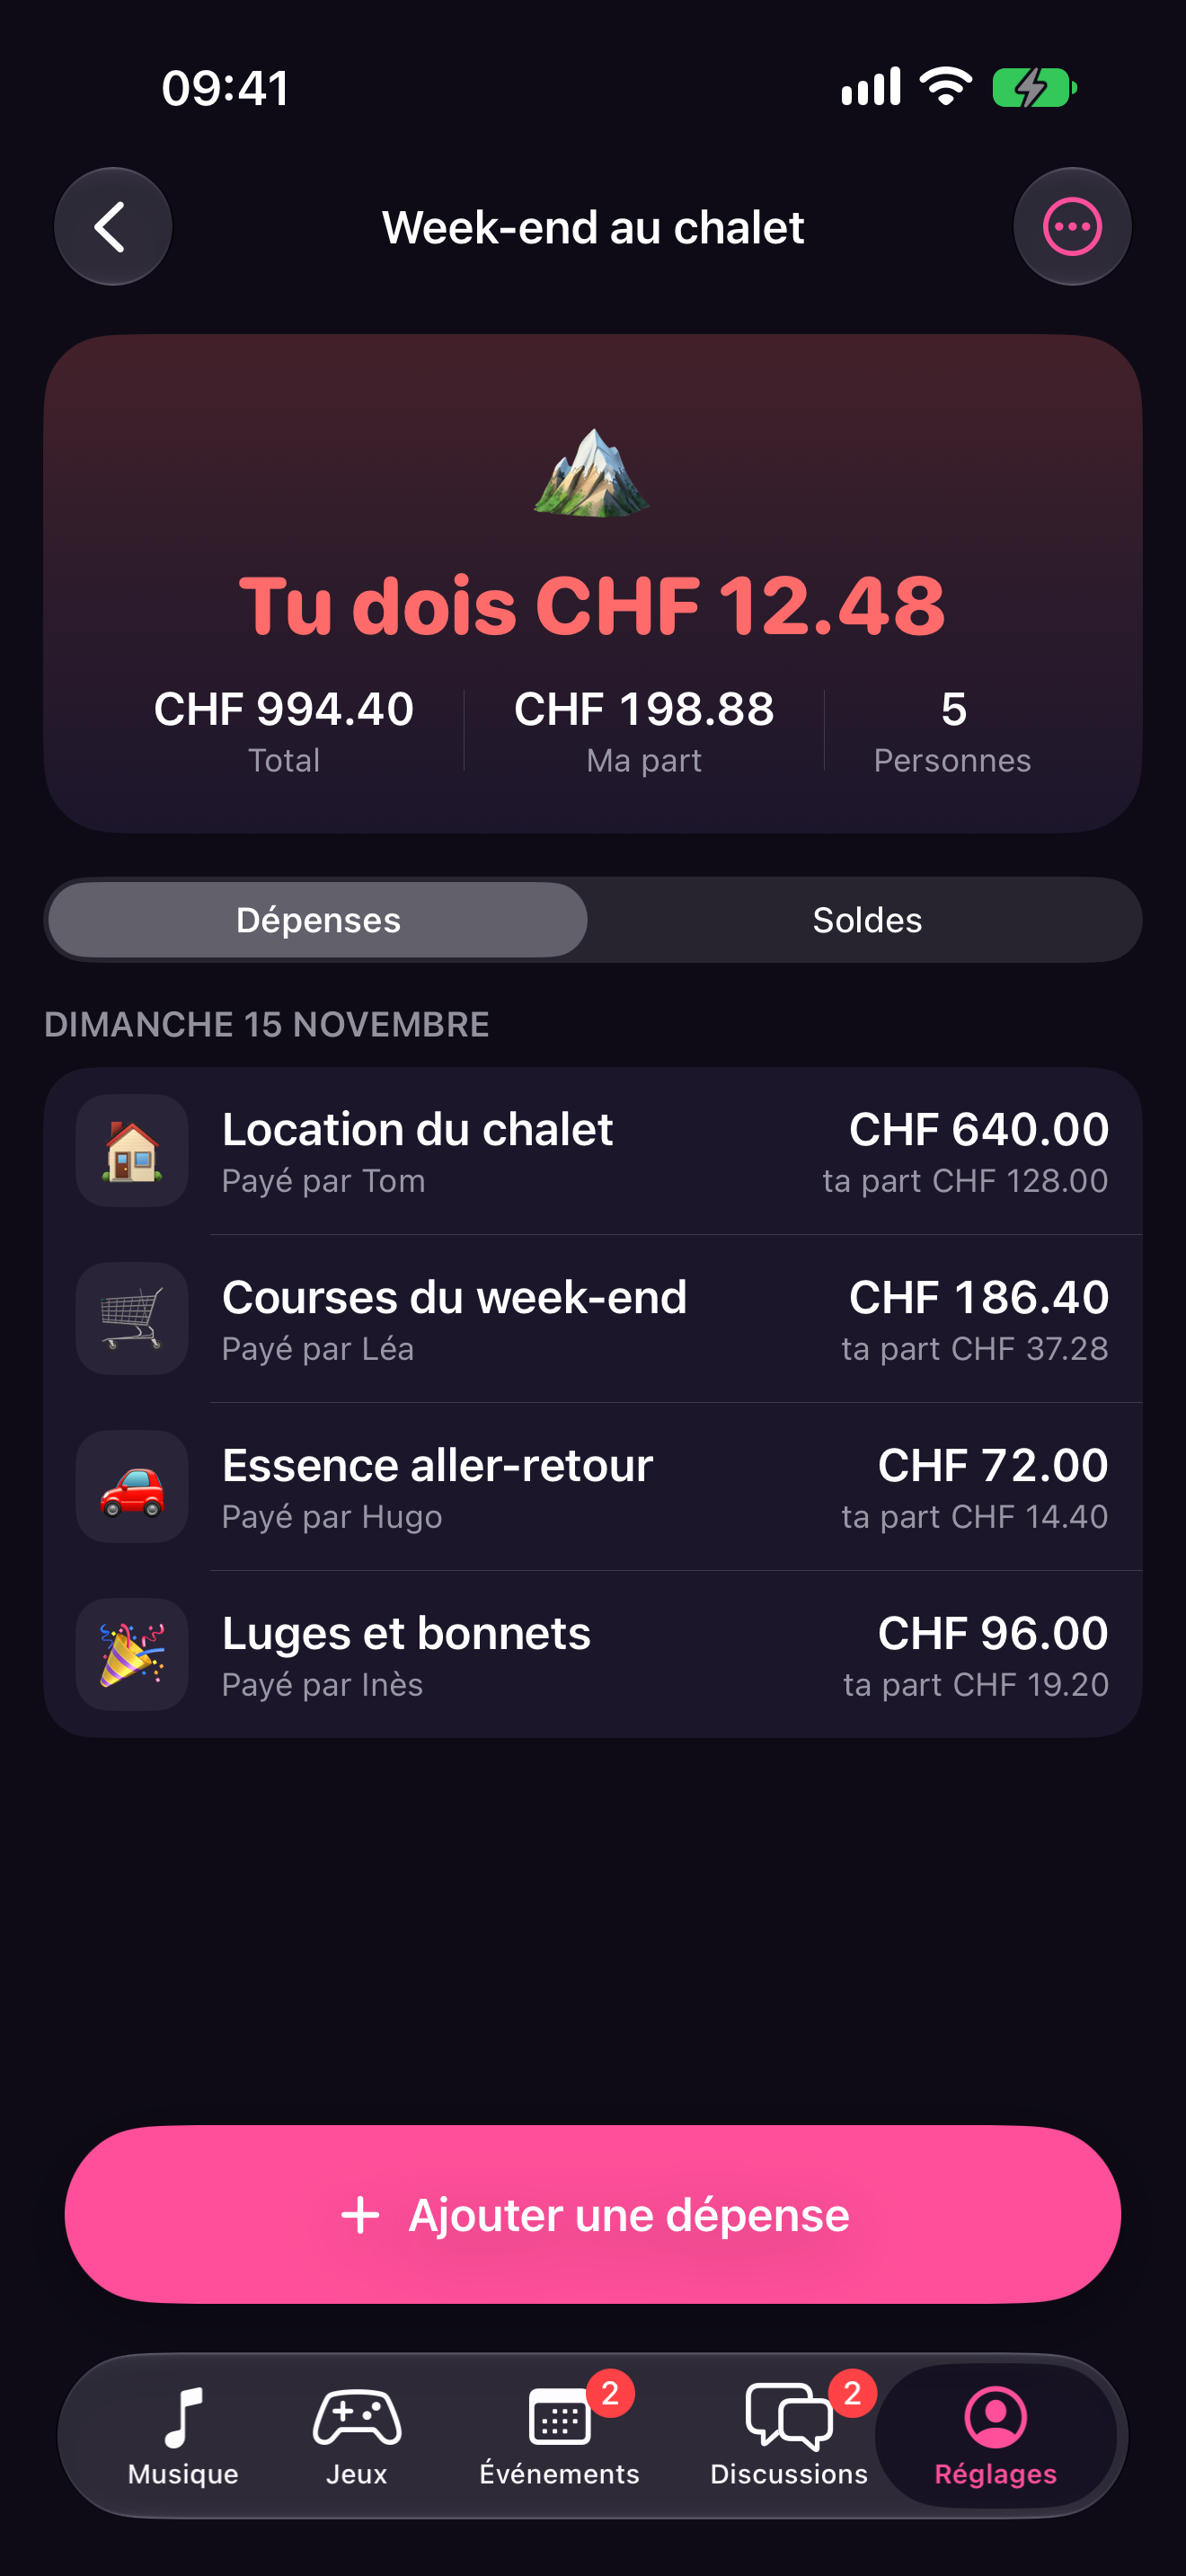 09:41
Week-end au chalet
Tu dois CHF 12.48
CHF 994.40
Total
CHF 198.88
Ma part
5
Personnes
Dépenses
Soldes
DIMANCHE 15 NOVEMBRE
Location du chalet
CHF 640.00
Payé par Tom
ta part CHF 128.00
Courses du week-end
CHF 186.40
Payé par Léa
ta part CHF 37.28
Essence aller-retour
CHF 72.00
Payé par Hugo
ta part CHF 14.40
Luges et bonnets
CHF 96.00
Payé par Inès
ta part CHF 19.20
+ Ajouter une dépense
2
2
Musique
Jeux
Événements
Discussions
Réglages